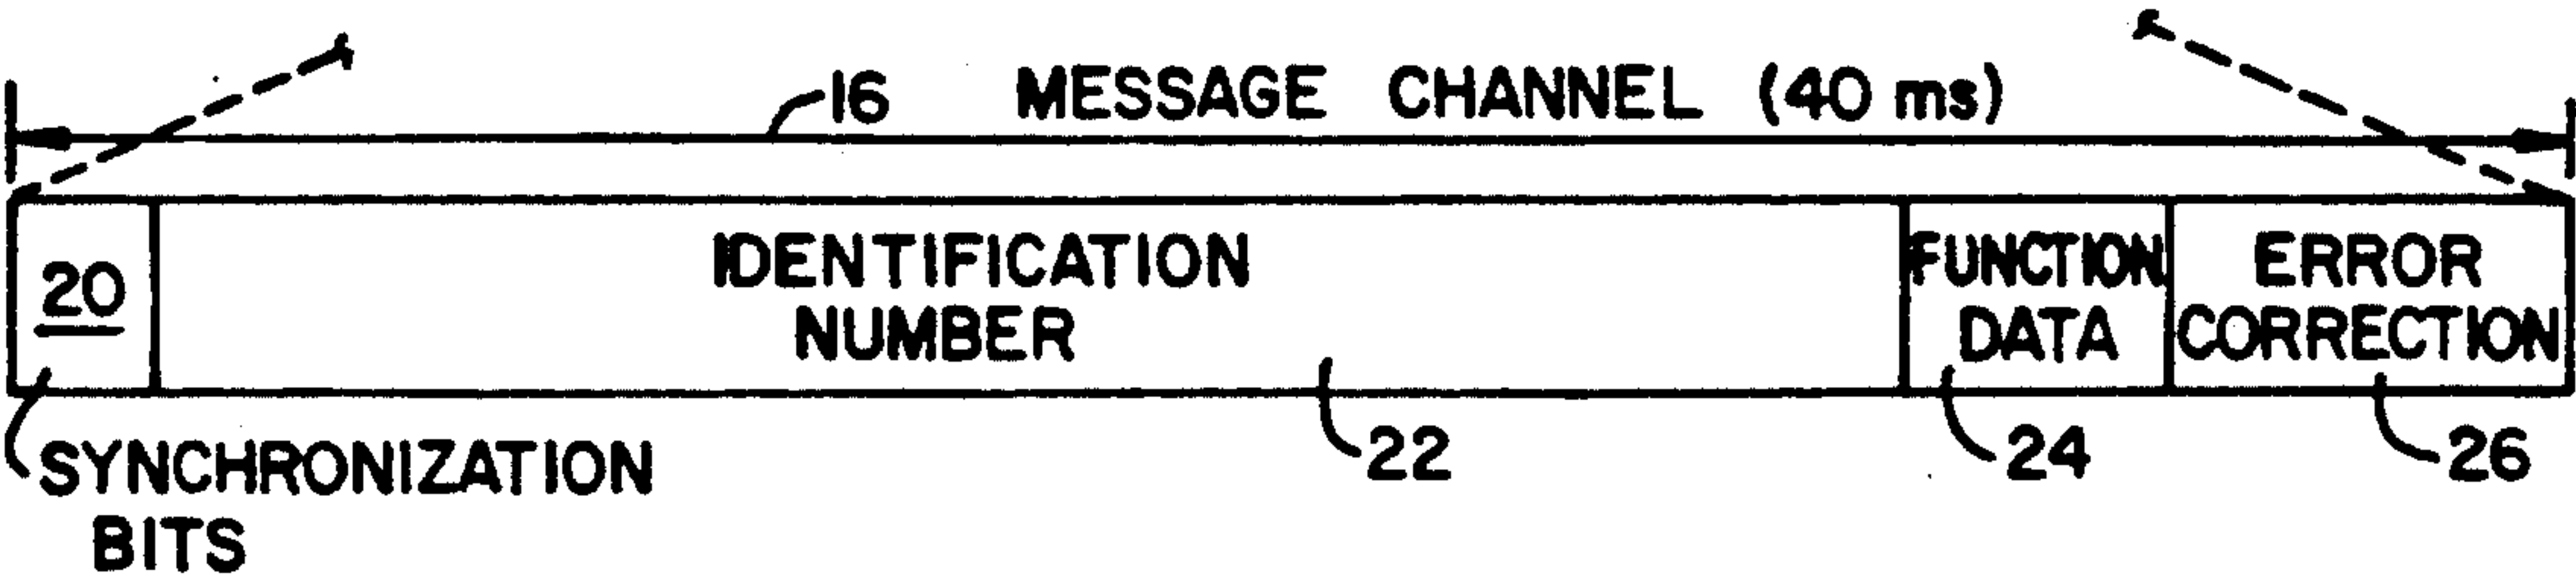 16 MESSAGE CHANNEL (40 ms)
20
IDENTIFICATION
NUMBER
FUNCTION
DATA
ERROR
CORRECTION
SYNCHRONIZATION
BITS
22
24
26